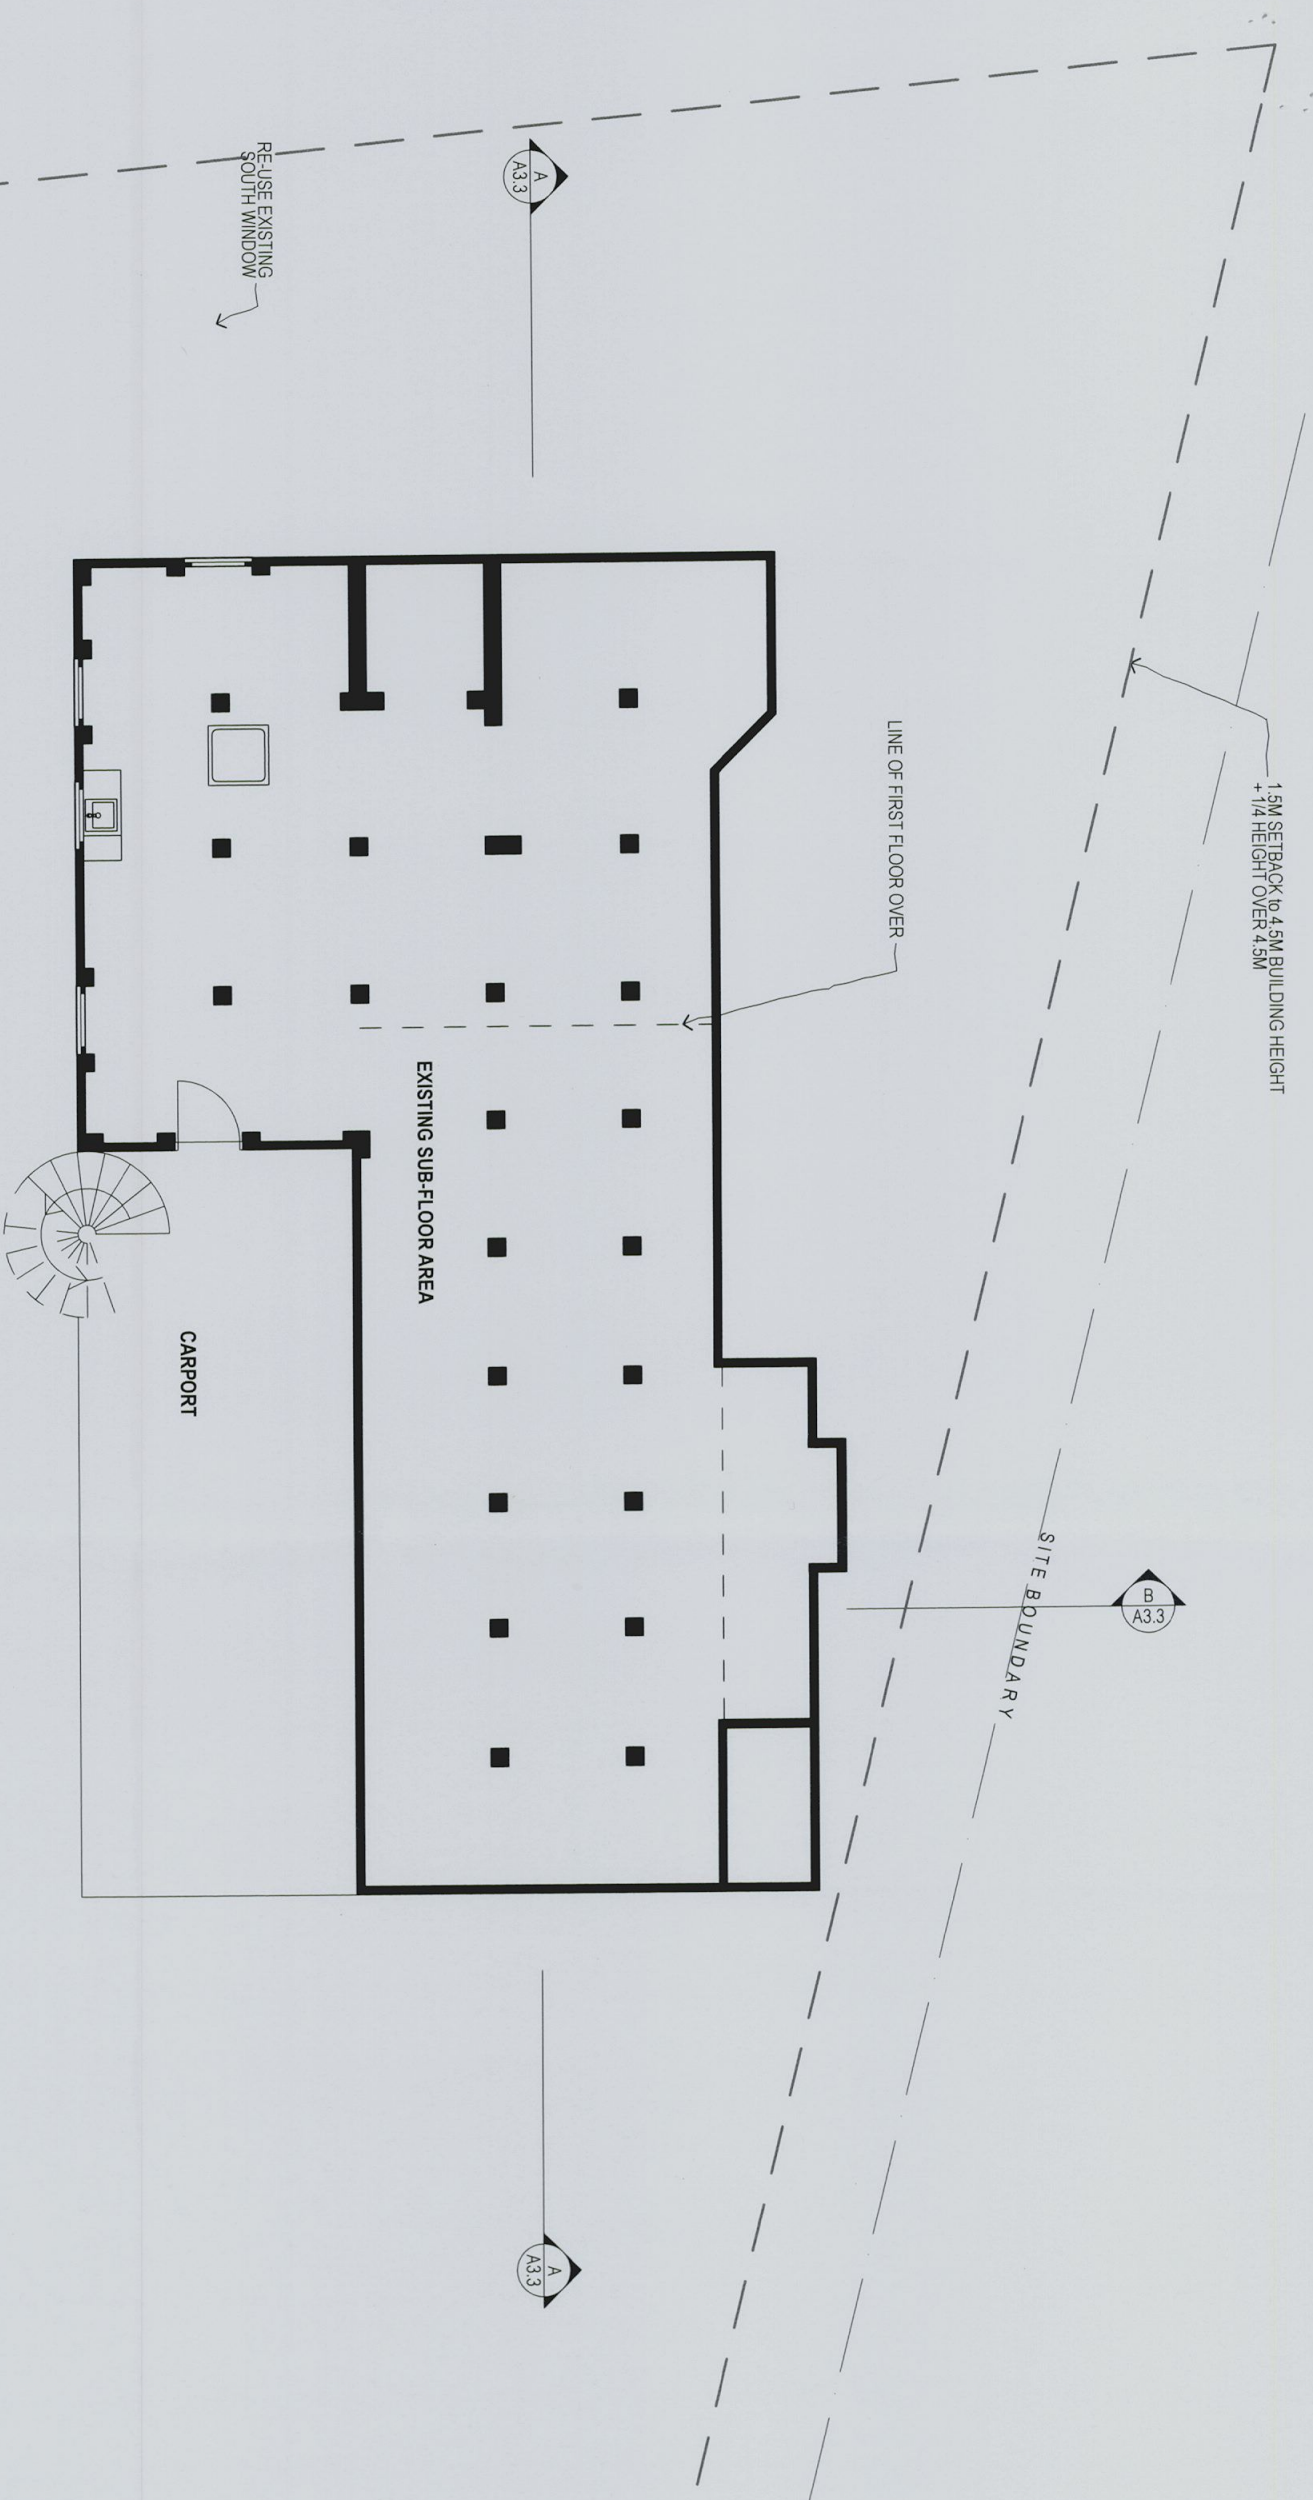 RE-USE EXISTING
SOUTH WINDOW
A
A3.3
1.5M SETBACK to 4.5M BUILDING HEIGHT
+ 1/4 HEIGHT OVER 4.5M
LINE OF FIRST FLOOR OVER
EXISTING SUB-FLOOR AREA
CARPORT
SITE BOUNDARY
B
A3.3
A
A3.3